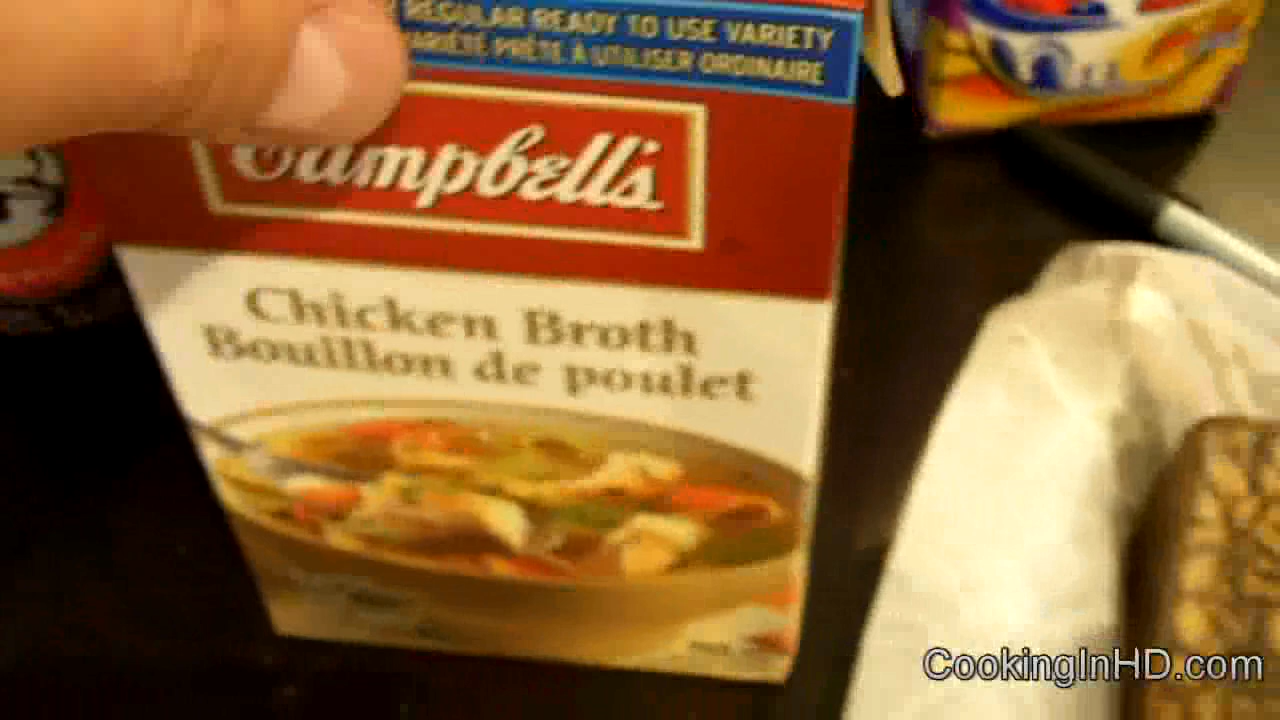 REGULAR READY TO USE VARIETY
VARIÉTÉ PRÊTE À UTILISER ORDINAIRE
Campbell's
Chicken Broth
Bouillon de poulet
CookingInHD.com